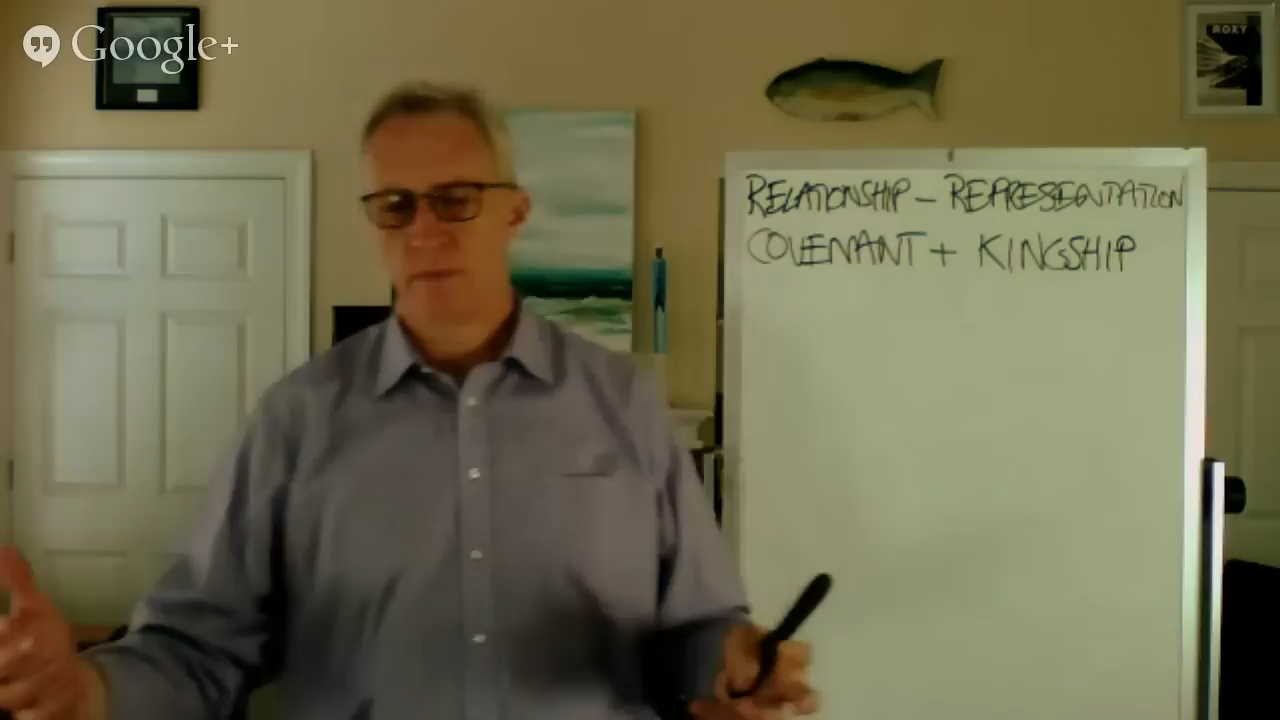 Google+
ROXY
RELATIONSHIP – REPRESENTATION
COVENANT + KINGSHIP